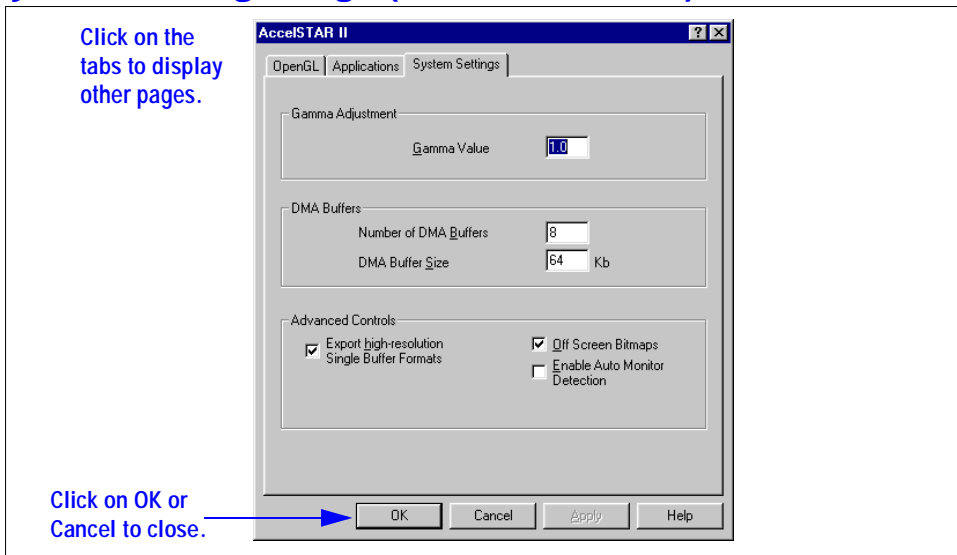 Click on the
tabs to display
other pages.
AccelSTAR II
OpenGL Applications System Settings
Gamma Adjustment
Gamma Value 1.0
DMA Buffers
Number of DMA Buffers 8
DMA Buffer Size 64 Kb
Advanced Controls
Export high-resolution
Single Buffer Formats
Off Screen Bitmaps
Enable Auto Monitor
Detection
Click on OK or
Cancel to close.
OK Cancel Apply Help